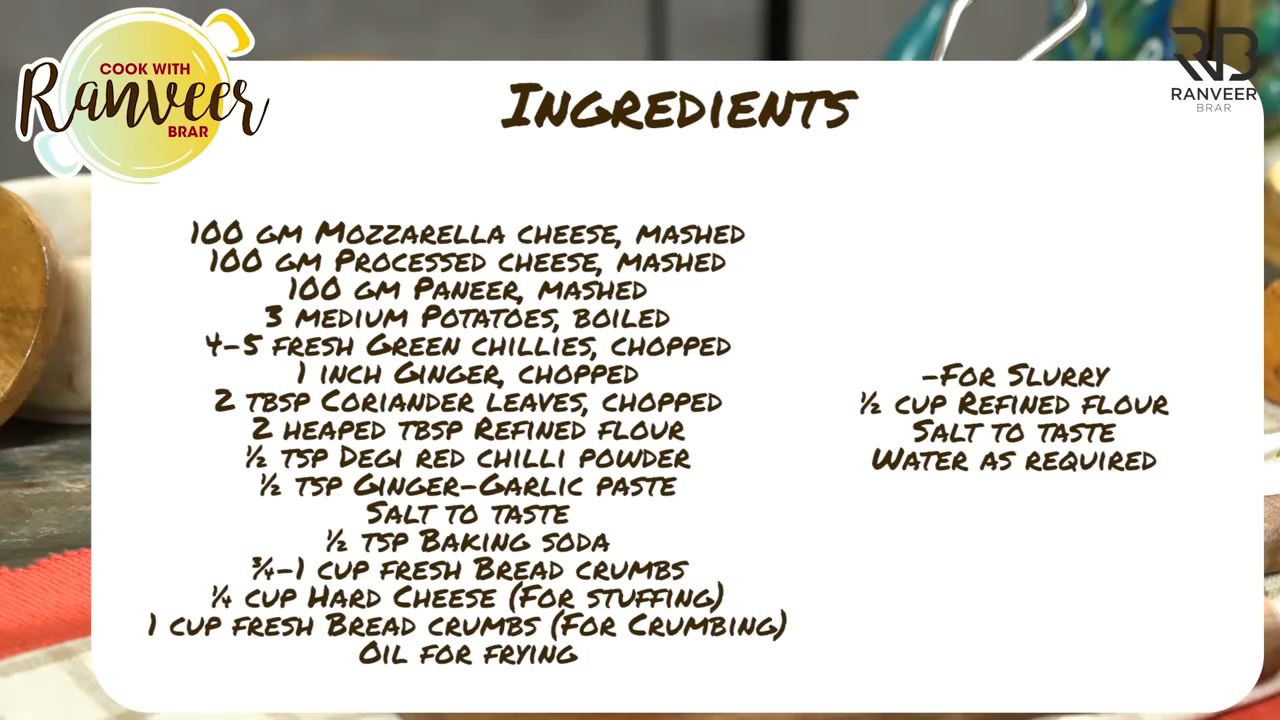 COOK WITH
Ranveer
BRAR
RB
RANVEER
BRAR
INGREDIENTS
100 GM MOZZARELLA CHEESE, MASHED
100 GM PROCESSED CHEESE, MASHED
100 GM PANEER, MASHED
3 MEDIUM POTATOES, BOILED
4-5 FRESH GREEN CHILLIES, CHOPPED
1 INCH GINGER, CHOPPED
2 TBSP CORIANDER LEAVES, CHOPPED
2 HEAPED TBSP REFINED FLOUR
½ TSP DEGI RED CHILLI POWDER
½ TSP GINGER-GARLIC PASTE
SALT TO TASTE
½ TSP BAKING SODA
¾-1 CUP FRESH BREAD CRUMBS
¼ CUP HARD CHEESE (FOR STUFFING)
1 CUP FRESH BREAD CRUMBS (FOR CRUMBING)
OIL FOR FRYING
-FOR SLURRY
½ CUP REFINED FLOUR
SALT TO TASTE
WATER AS REQUIRED